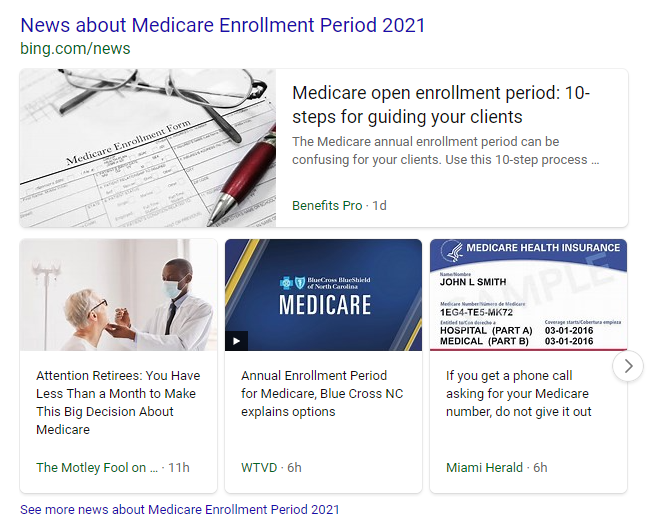 News about Medicare Enrollment Period 2021
bing.com/news
Medicare Enrollment Form
Medicare open enrollment period: 10-
steps for guiding your clients
The Medicare annual enrollment period can be
confusing for your clients. Use this 10-step process ...
Benefits Pro · 1d
BlueCross BlueShield
of North Carolina
MEDICARE
MEDICARE HEALTH INSURANCE
Name/Nombre
JOHN L SMITH
Medicare Number/Número de Medicare
1EG4-TE5-MK72
Entitled to/Con derecho a
Coverage starts/Cobertura empieza
HOSPITAL (PART A) 03-01-2016
MEDICAL (PART B) 03-01-2016
Attention Retirees: You Have
Less Than a Month to Make
This Big Decision About
Medicare
The Motley Fool on ... · 11h
Annual Enrollment Period
for Medicare, Blue Cross NC
explains options
WTVD · 6h
If you get a phone call
asking for your Medicare
number, do not give it out
Miami Herald · 6h
See more news about Medicare Enrollment Period 2021